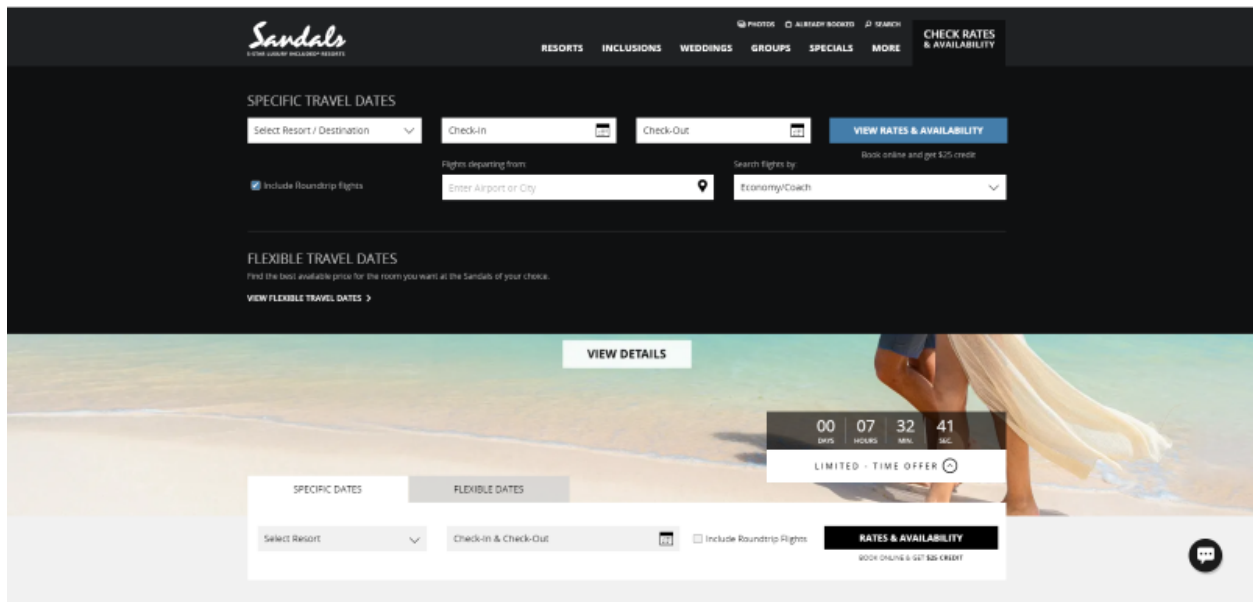 Sandals
5-STAR LUXURY INCLUDED® RESORTS
PHOTOS ALREADY BOOKED SEARCH
RESORTS INCLUSIONS WEDDINGS GROUPS SPECIALS MORE
CHECK RATES
& AVAILABILITY
SPECIFIC TRAVEL DATES
Select Resort / Destination Check-In Check-Out VIEW RATES & AVAILABILITY
Book online and get $25 credit
Flights departing from: Search flights by:
Include Roundtrip flights Enter Airport or City Economy/Coach
FLEXIBLE TRAVEL DATES
Find the best available price for the room you want at the Sandals of your choice.
VIEW FLEXIBLE TRAVEL DATES
VIEW DETAILS
00 07 32 41
DAYS HOURS MIN. SEC.
LIMITED - TIME OFFER
SPECIFIC DATES FLEXIBLE DATES
Select Resort Check-In & Check-Out Include Roundtrip Flights RATES & AVAILABILITY
BOOK ONLINE & GET $25 CREDIT